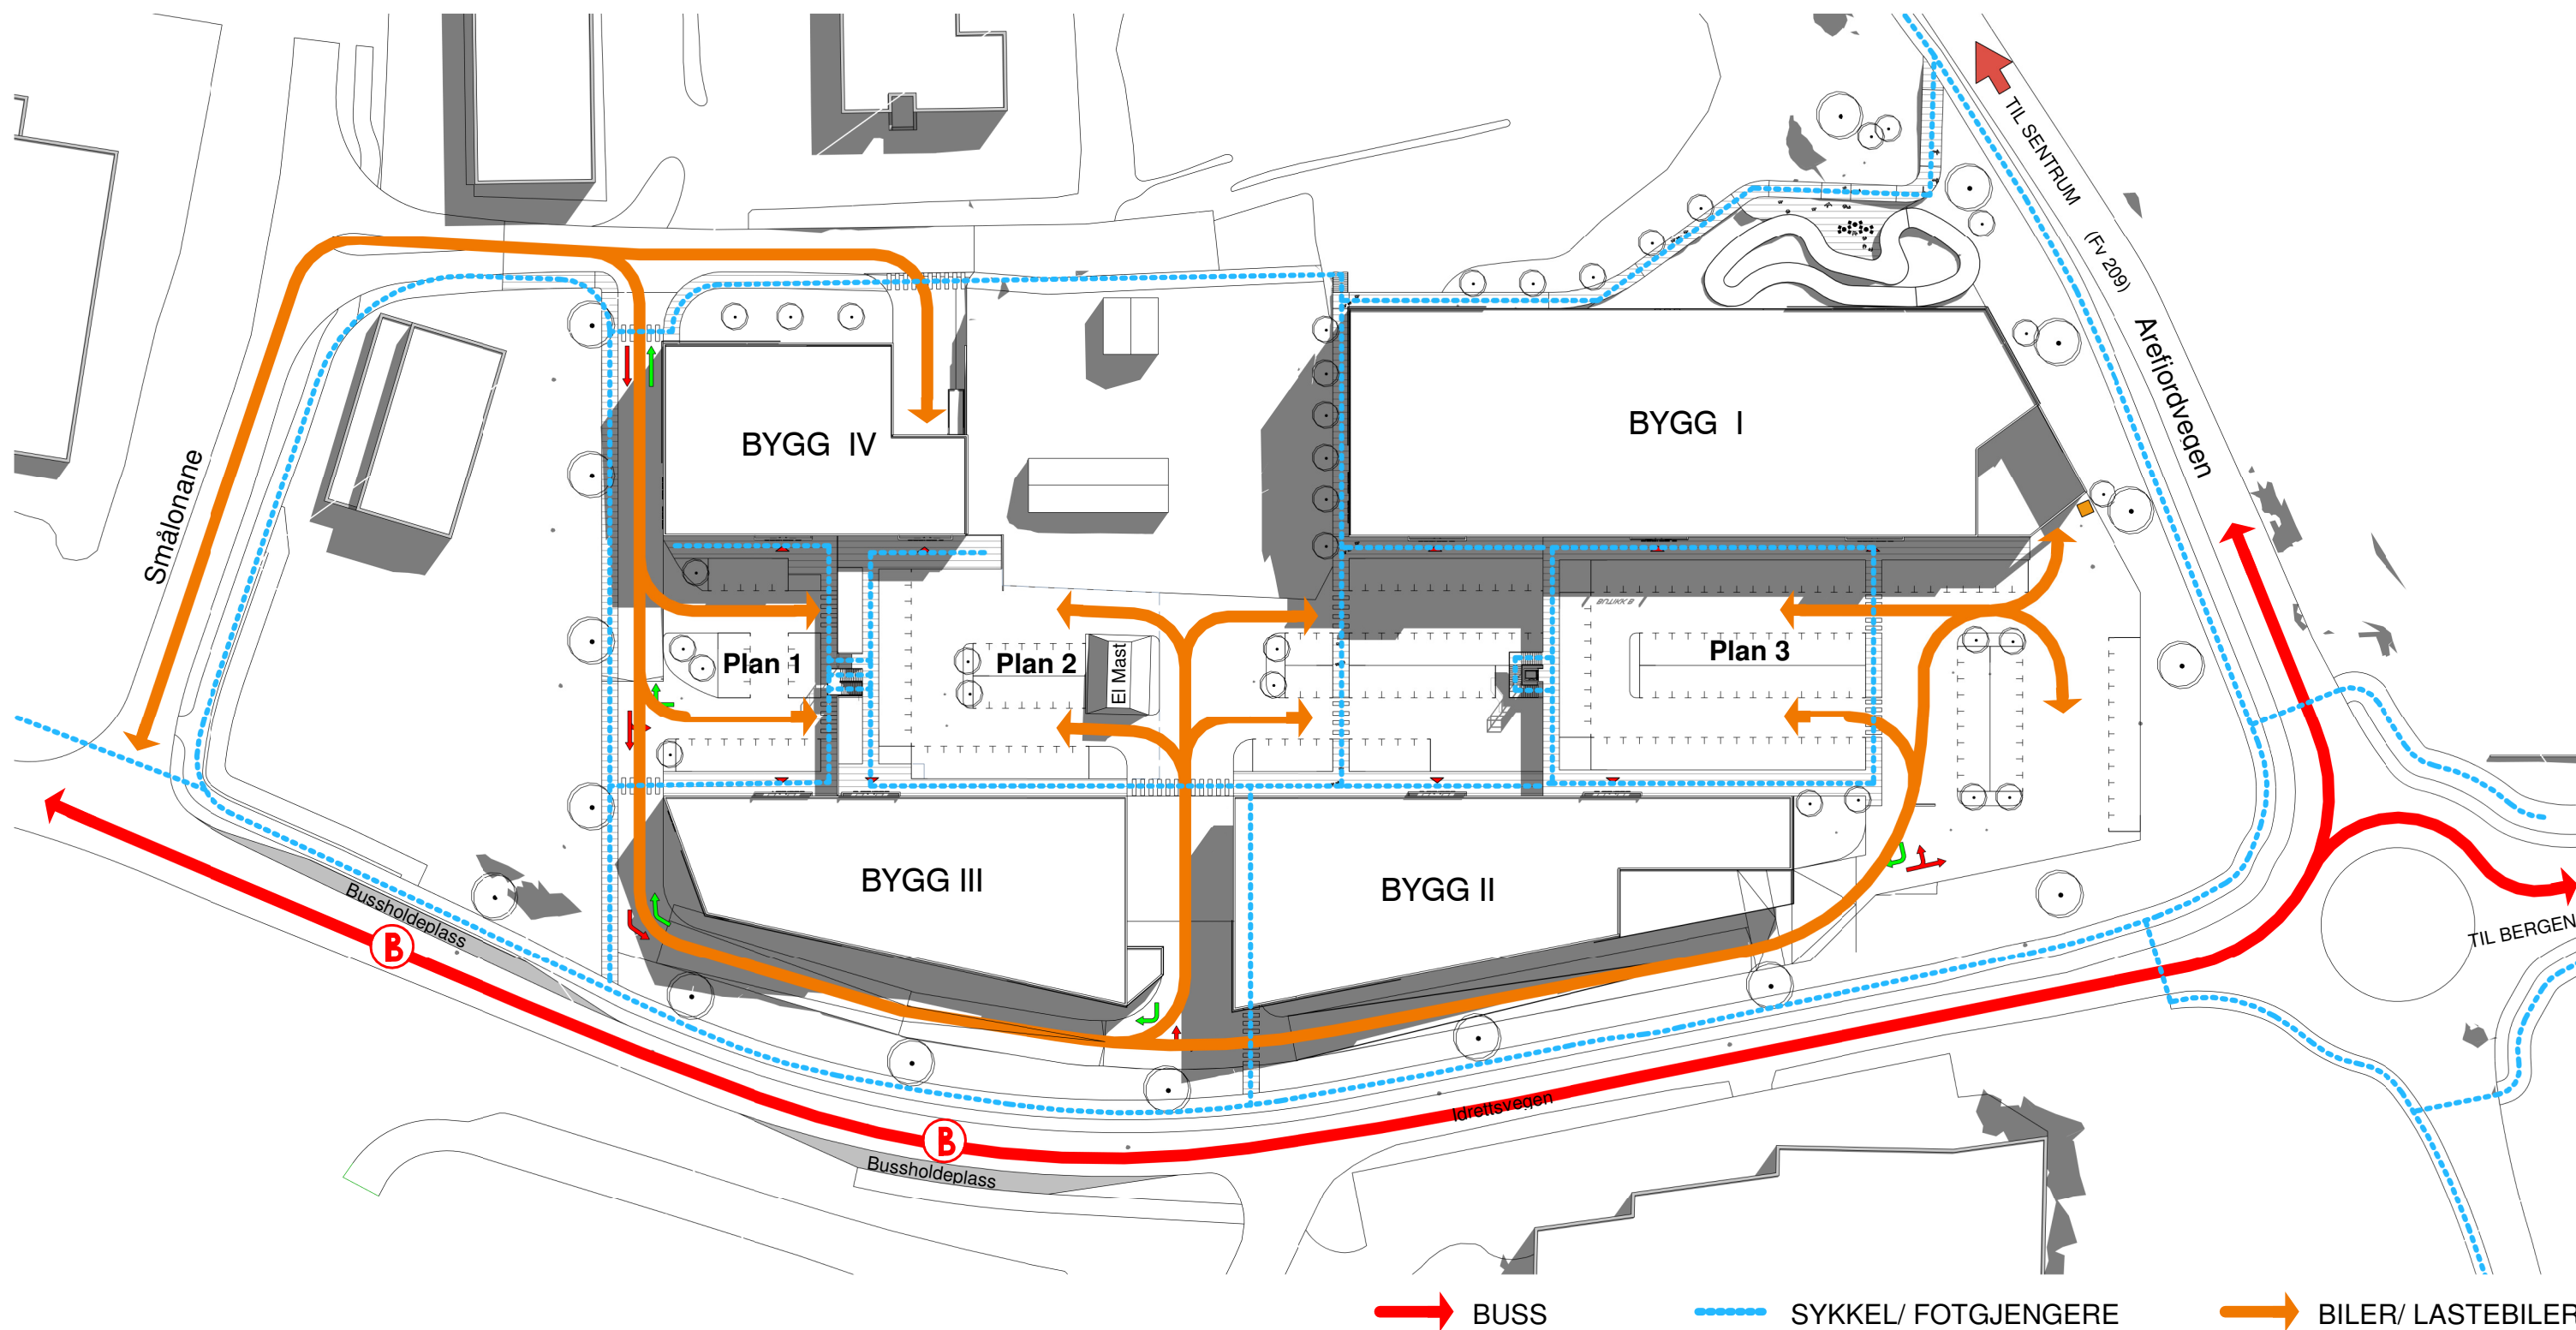 TIL SENTRUM
(Fv 209)
Arefjordvegen
BYGG IV
BYGG I
Smålonane
Plan 1
Plan 2
El Mast
Plan 3
BYGG III
BYGG II
Bussholdeplass
B
TIL BERGEN
Idrettsvegen
B
Bussholdeplass
BUSS
SYKKEL/ FOTGJENGERE
BILER/ LASTEBILER